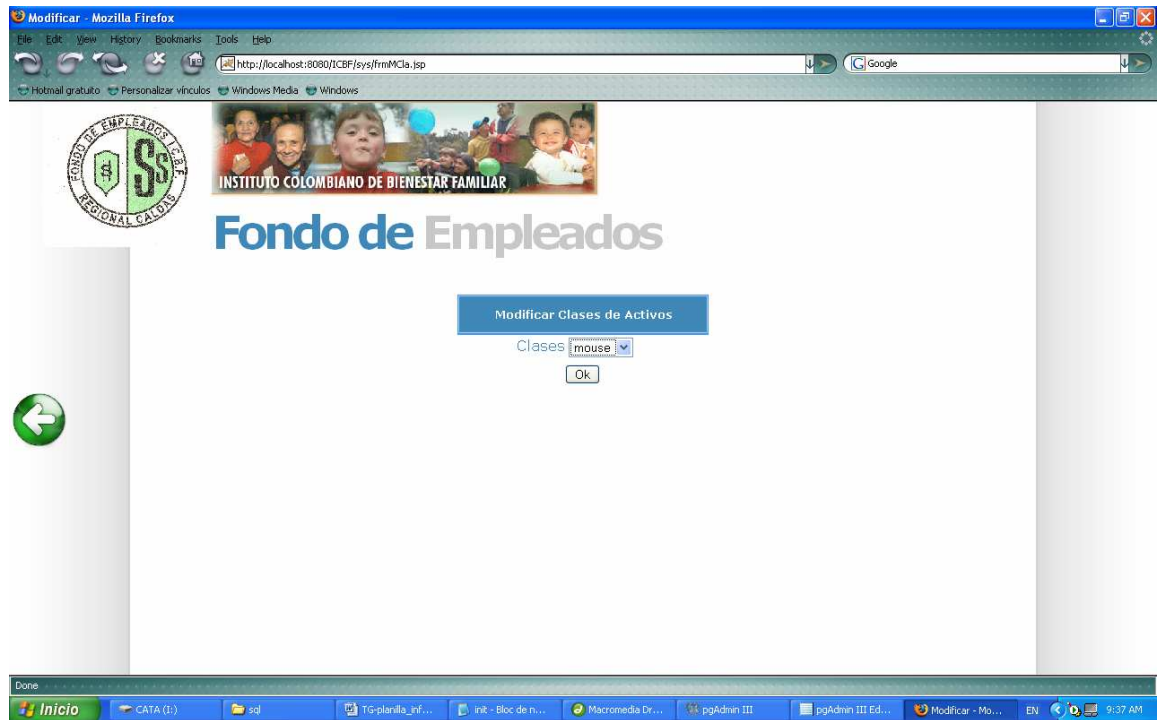 Modificar - Mozilla Firefox
File Edit View History Bookmarks Tools Help
http://localhost:8080/ICBF/sys/frmMCla.jsp
G Google
Hotmail gratuito Personalizar vínculos Windows Media Windows
FONDO DE EMPLEADOS I.C.B.F
SS
REGIONAL CALDAS
INSTITUTO COLOMBIANO DE BIENESTAR FAMILIAR
Fondo de Empleados
Modificar Clases de Activos
Clases mouse
Ok
Done
Inicio CATA (I:) sql TG-planilla_inf... init - Bloc de n... Macromedia Dr... pgAdmin III pgAdmin III Ed... Modificar - Mo... EN 9:37 AM